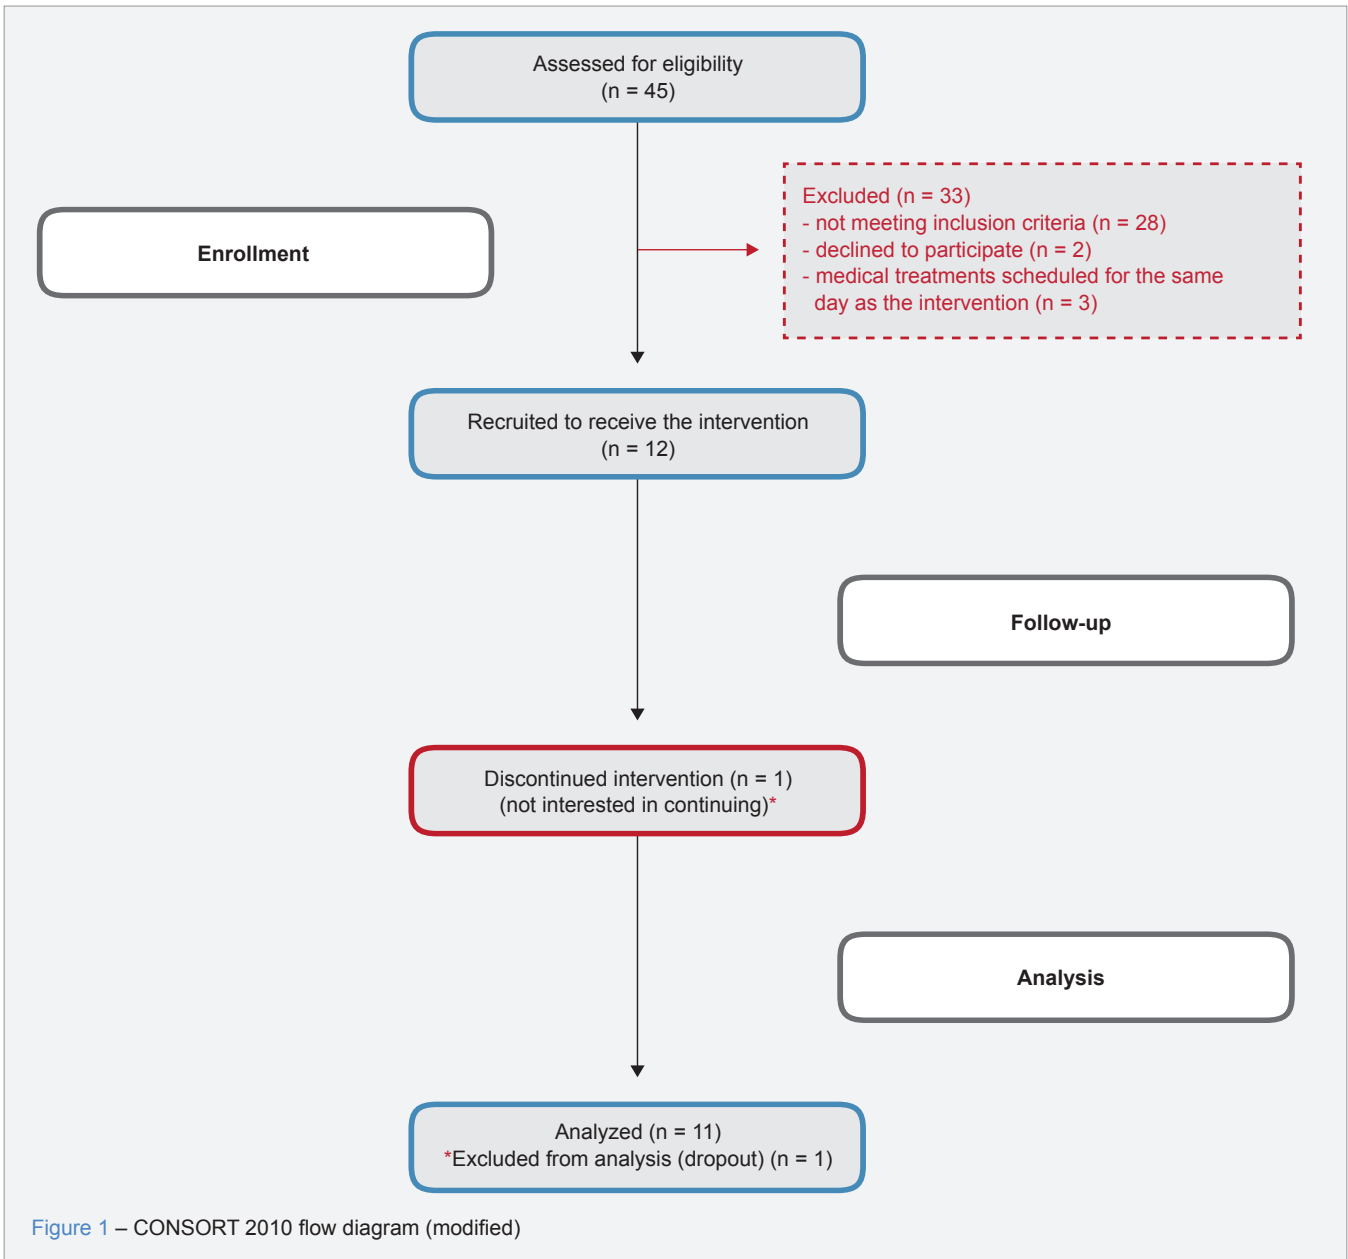 Assessed for eligibility
(n = 45)
Excluded (n = 33)
- not meeting inclusion criteria (n = 28)
- declined to participate (n = 2)
- medical treatments scheduled for the same
day as the intervention (n = 3)
Enrollment
Recruited to receive the intervention
(n = 12)
Follow-up
Discontinued intervention (n = 1)
(not interested in continuing)*
Analysis
Analyzed (n = 11)
*Excluded from analysis (dropout) (n = 1)
Figure 1 – CONSORT 2010 flow diagram (modified)